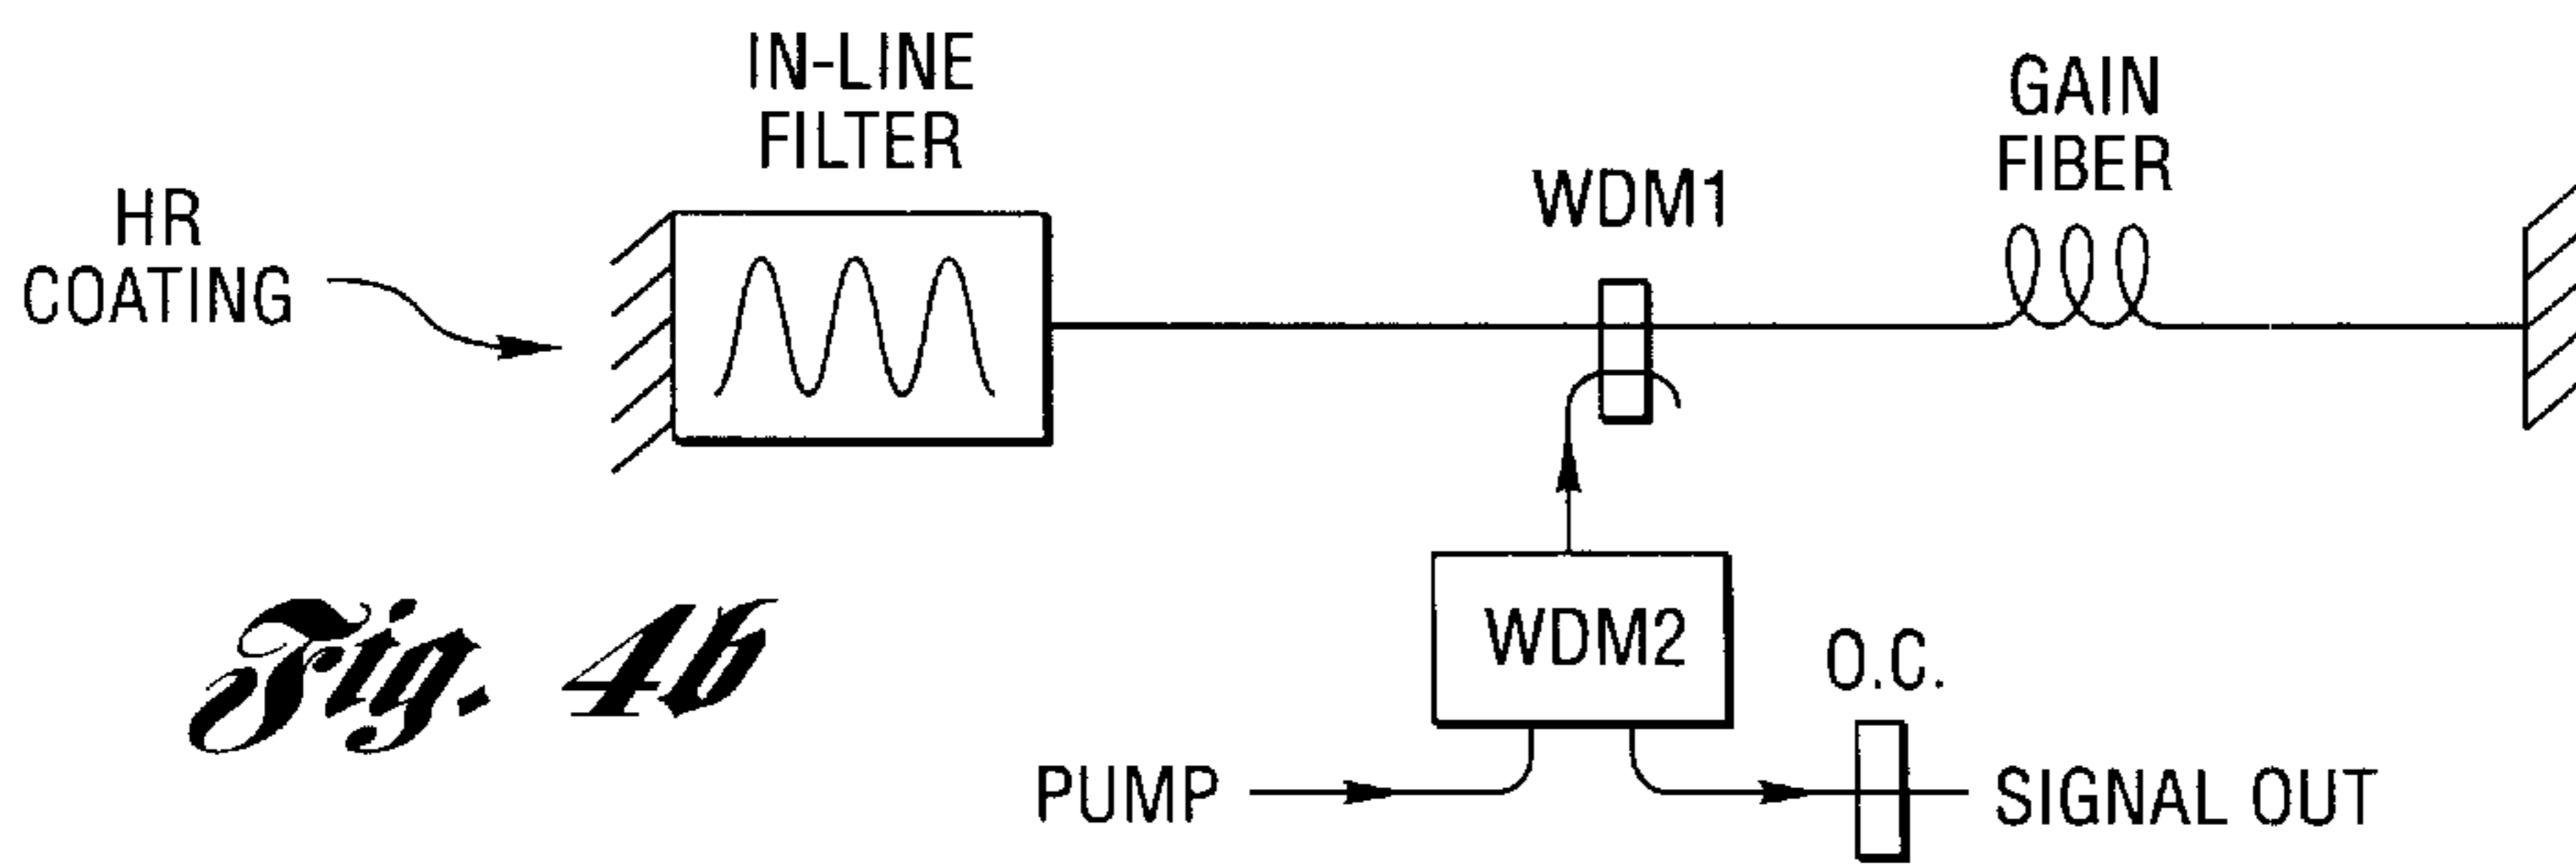 IN-LINE
FILTER
GAIN
FIBER
HR
COATING
WDM1
WDM2
O.C.
PUMP
SIGNAL OUT
Fig. 4b